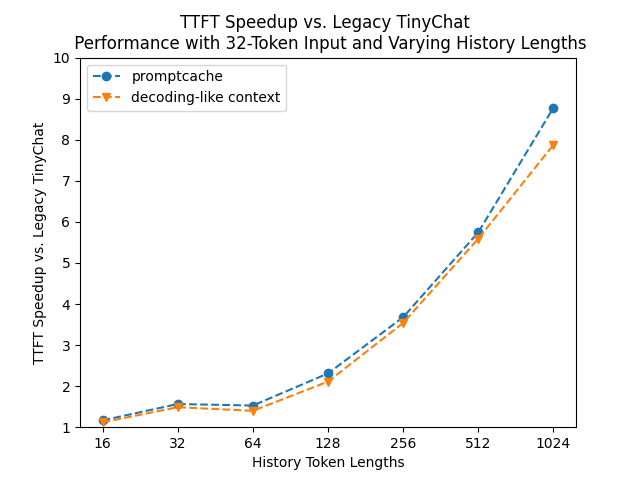 TTFT Speedup vs. Legacy TinyChat
Performance with 32-Token Input and Varying History Lengths
promptcache
decoding-like context
TTFT Speedup vs. Legacy TinyChat
10
9
8
7
6
5
4
3
2
1
16 32 64 128 256 512 1024
History Token Lengths